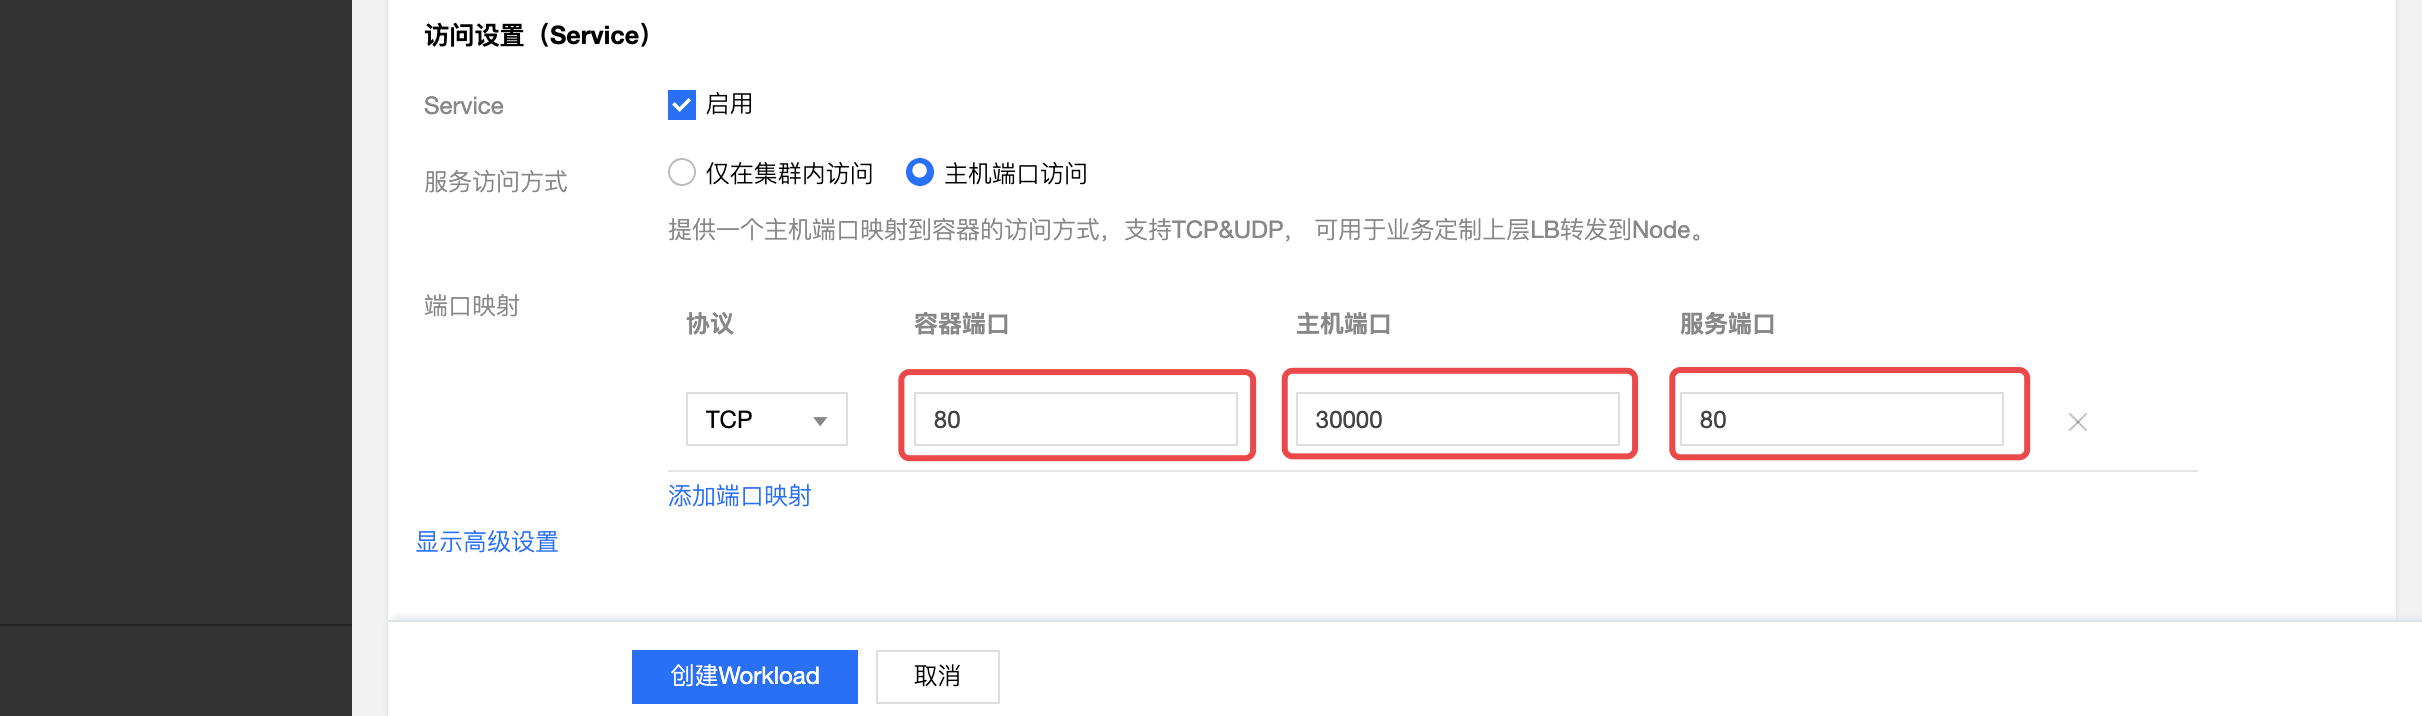 访问设置（Service）
Service 启用
服务访问方式 仅在集群内访问 主机端口访问
提供一个主机端口映射到容器的访问方式，支持TCP&UDP， 可用于业务定制上层LB转发到Node。
端口映射
协议 容器端口 主机端口 服务端口
TCP 80 30000 80
添加端口映射
显示高级设置
创建Workload 取消